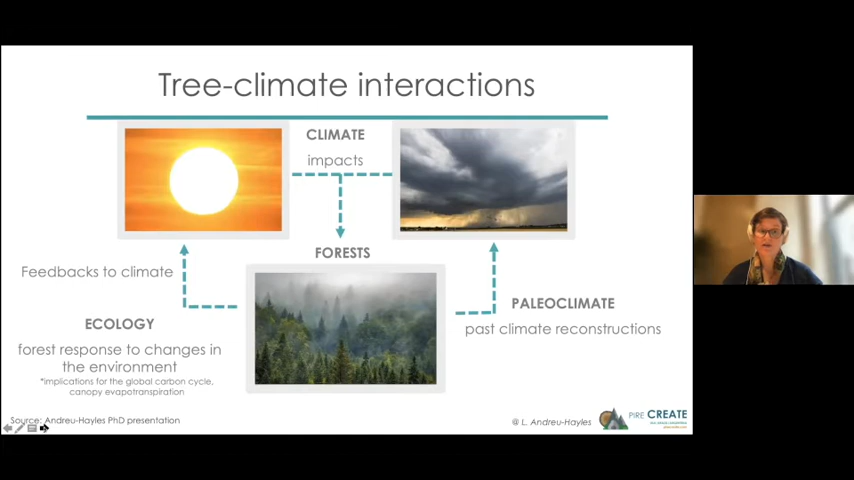 Tree-climate interactions
CLIMATE
impacts
FORESTS
Feedbacks to climate
ECOLOGY
forest response to changes in
the environment
*implications for the global carbon cycle,
canopy evapotranspiration
PALEOCLIMATE
past climate reconstructions
Source: Andreu-Hayles PhD presentation
@ L. Andreu-Hayles
PIRE CREATE